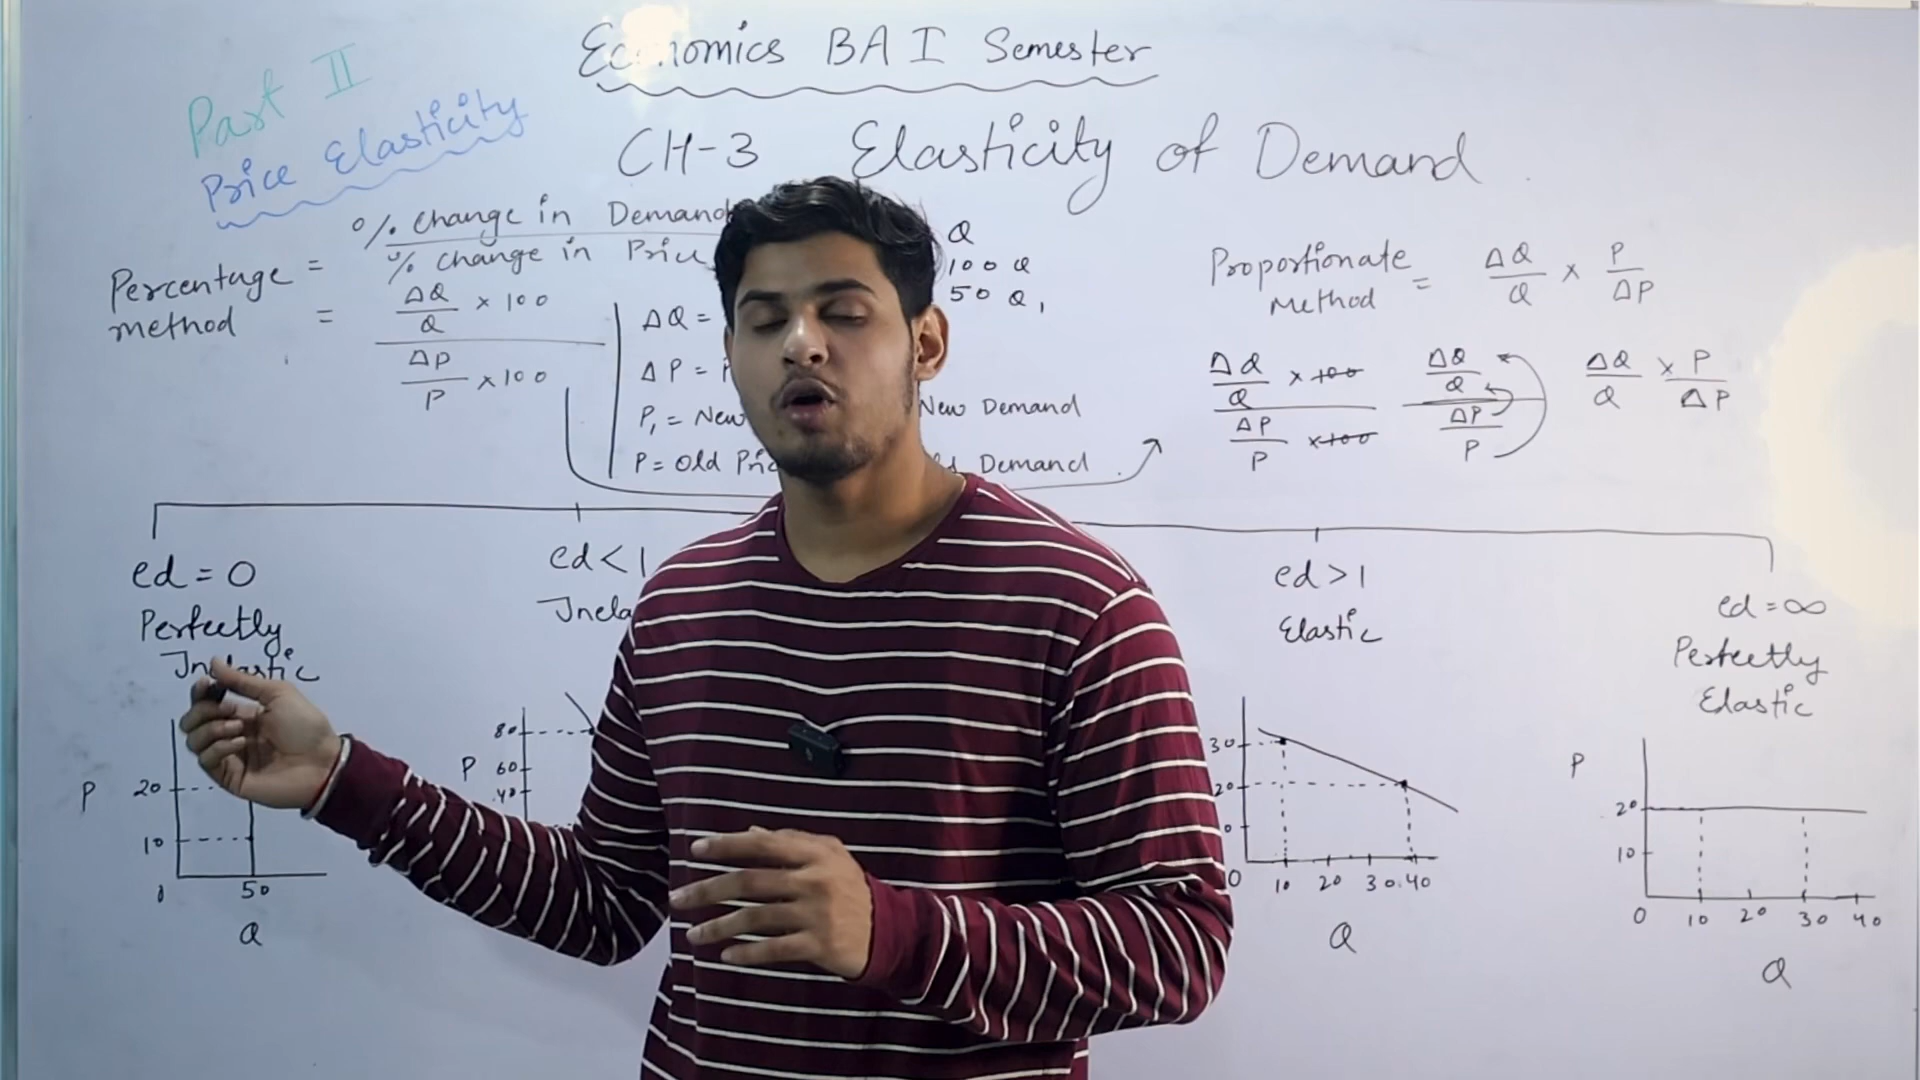 Economics BA I Semester
Part II
Price Elasticity
CH-3 Elasticity of Demand
Percentage method = % change in Demand / % change in Price
= ΔQ/Q × 100 / ΔP/P × 100
Q
100 Q
50 Q₁
ΔQ =
ΔP =
P₁ = New
New Demand
P = Old
Demand
Proportionate Method = ΔQ/Q × P/ΔP
ΔQ/Q × 100 / ΔP/P × 100
ΔQ/Q / ΔP/P
ΔQ/Q × P/ΔP
ed = 0
Perfectly
Inelastic
P
20
10
0
50
Q
ed < 1
P
80
60
40
ed > 1
Elastic
30
20
0
0 10 20 30 40
Q
ed = ∞
Perfectly
Elastic
P
20
10
0 10 20 30 40
Q